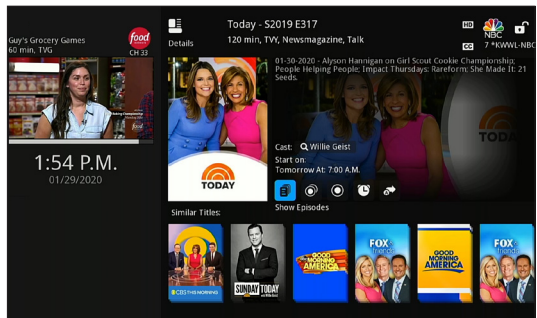 Guy's Grocery Games
60 min, TVG
food
CH 33
food
1:54 P.M.
01/29/2020
Details
Today - S2019 E317
120 min, TVY, Newsmagazine, Talk
HD
CC
NBC
7 *KWWL-NBC
01-30-2020 - Alyson Hannigan on Girl Scout Cookie Championship;
People Helping People; Impact Thursdays: Rareform: She Made It: 21
Seeds.
TODAY
TODAY
Cast: Willie Geist
Start on:
Tomorrow At: 7:00 A.M.
Show Episodes
Similar Titles:
CBS THIS MORNING
SUNDAY TODAY
GOOD
MORNING
AMERICA
FOX
friends
GOOD
MORNING
AMERICA
FOX
friends